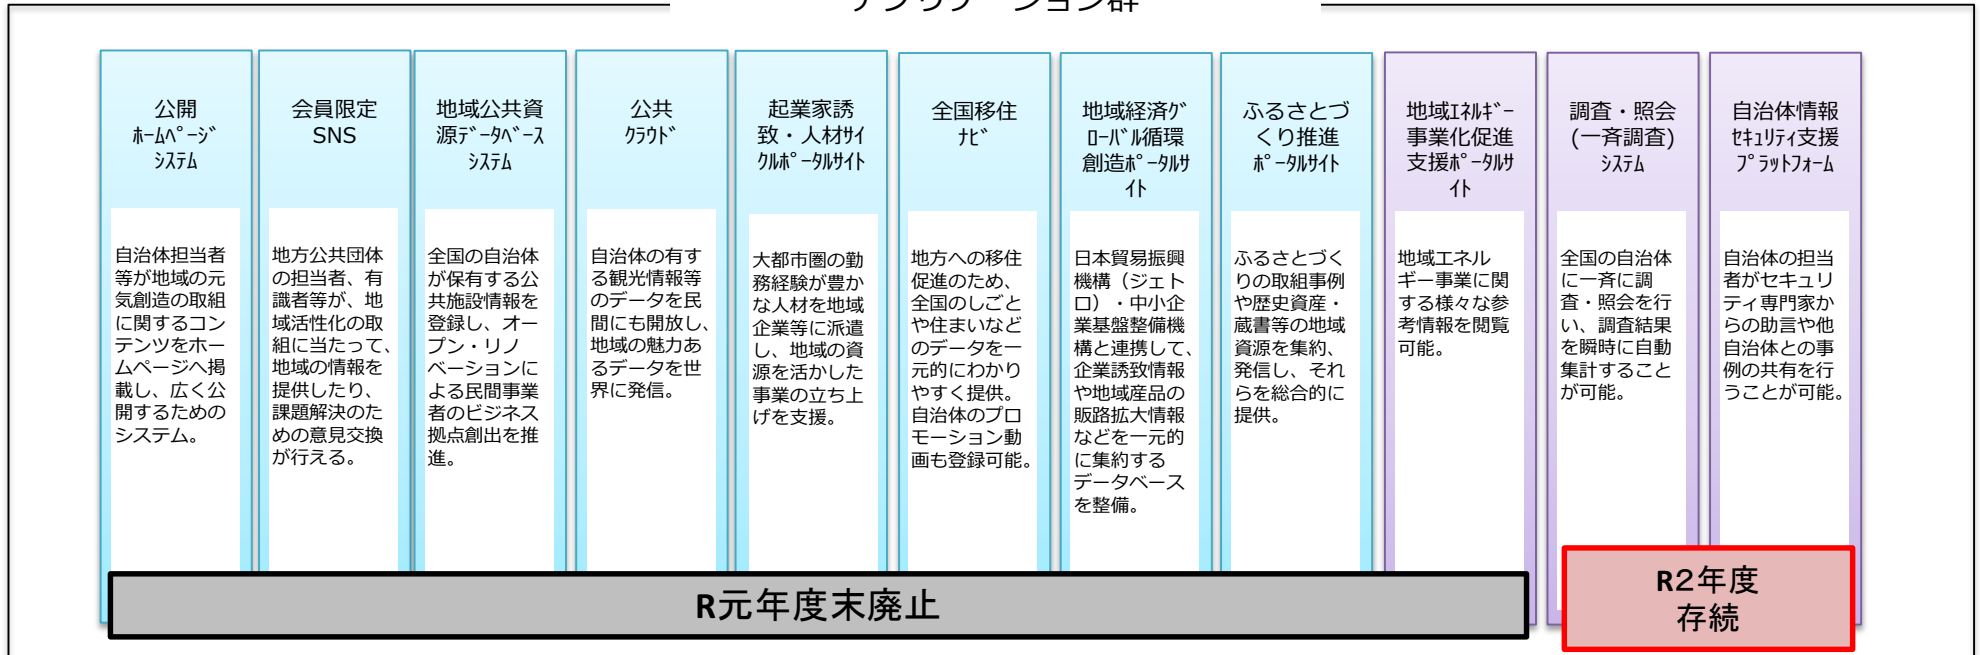 アプリケーション群
公開
ﾎｰﾑﾍﾟｰｼﾞ
ｼｽﾃﾑ
自治体担当者
等が地域の元
気創造の取組
に関するコン
テンツをホー
ムページへ掲
載し、広く公
開するための
システム。
会員限定
SNS
地方公共団体
の担当者、有
識者等が、地
域活性化の取
組に当たって、
地域の情報を
提供したり、
課題解決のた
めの意見交換
が行える。
地域公共資
源ﾃﾞｰﾀﾍﾞｰｽ
ｼｽﾃﾑ
全国の自治体
が保有する公
共施設情報を
登録し、オー
プン・リノ
ベーションに
よる民間事業
者のビジネス
拠点創出を推
進。
公共
ｸﾗｳﾄﾞ
自治体の有す
る観光情報等
のデータを民
間にも開放し、
地域の魅力あ
るデータを世
界に発信。
起業家誘
致・人材ｻｲ
ｸﾙﾎﾟｰﾀﾙｻｲﾄ
大都市圏の勤
務経験が豊か
な人材を地域
企業等に派遣
し、地域の資
源を活かした
事業の立ち上
げを支援。
全国移住
ﾅﾋﾞ
地方への移住
促進のため、
全国のしごと
や住まいなど
のデータを一
元的にわかり
やすく提供。
自治体のプロ
モーション動
画も登録可能。
地域経済ｸﾞ
ﾛｰﾊﾞﾙ循環
創造ﾎﾟｰﾀﾙｻ
ｲﾄ
日本貿易振興
機構（ジェト
ロ）・中小企
業基盤整備機
構と連携して、
企業誘致情報
や地域産品の
販路拡大情報
などを一元的
に集約する
データベース
を整備。
ふるさとづ
くり推進
ﾎﾟｰﾀﾙｻｲﾄ
ふるさとづく
りの取組事例
や歴史資産・
蔵書等の地域
資源を集約、
発信し、それ
らを総合的に
提供。
地域ｴﾈﾙｷﾞｰ
事業化促進
支援ﾎﾟｰﾀﾙｻ
ｲﾄ
地域エネル
ギー事業に関
する様々な参
考情報を閲覧
可能。
調査・照会
(一斉調査)
ｼｽﾃﾑ
全国の自治体
に一斉に調
査・照会を行
い、調査結果
を瞬時に自動
集計すること
が可能。
自治体情報
ｾｷｭﾘﾃｨ支援
ﾌﾟﾗｯﾄﾌｫｰﾑ
自治体の担当
者がセキュリ
ティ専門家か
らの助言や他
自治体との事
例の共有を行
うことが可能。
R元年度末廃止
R２年度
存続